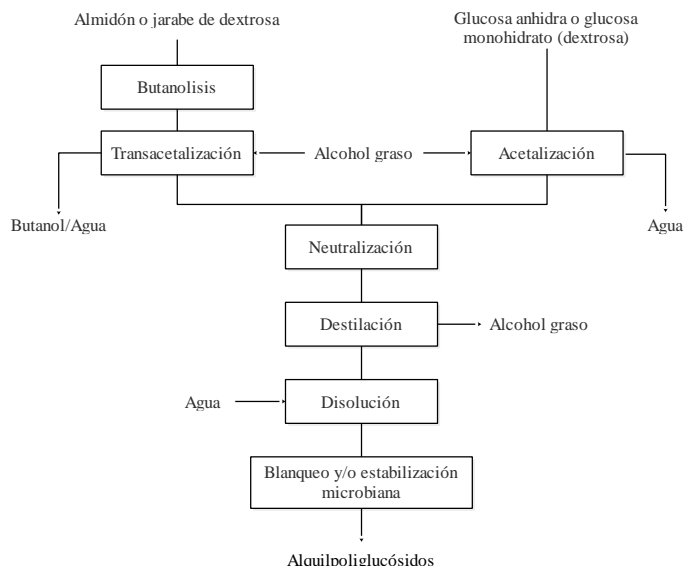 Almidón o jarabe de dextrosa
Glucosa anhidra o glucosa
monohidrato (dextrosa)
Butanolisis
Transacetalización
Alcohol graso
Acetalización
Butanol/Agua
Agua
Neutralización
Destilación
Alcohol graso
Agua
Disolución
Blanqueo y/o estabilización
microbiana
Alquilpoliglucósidos